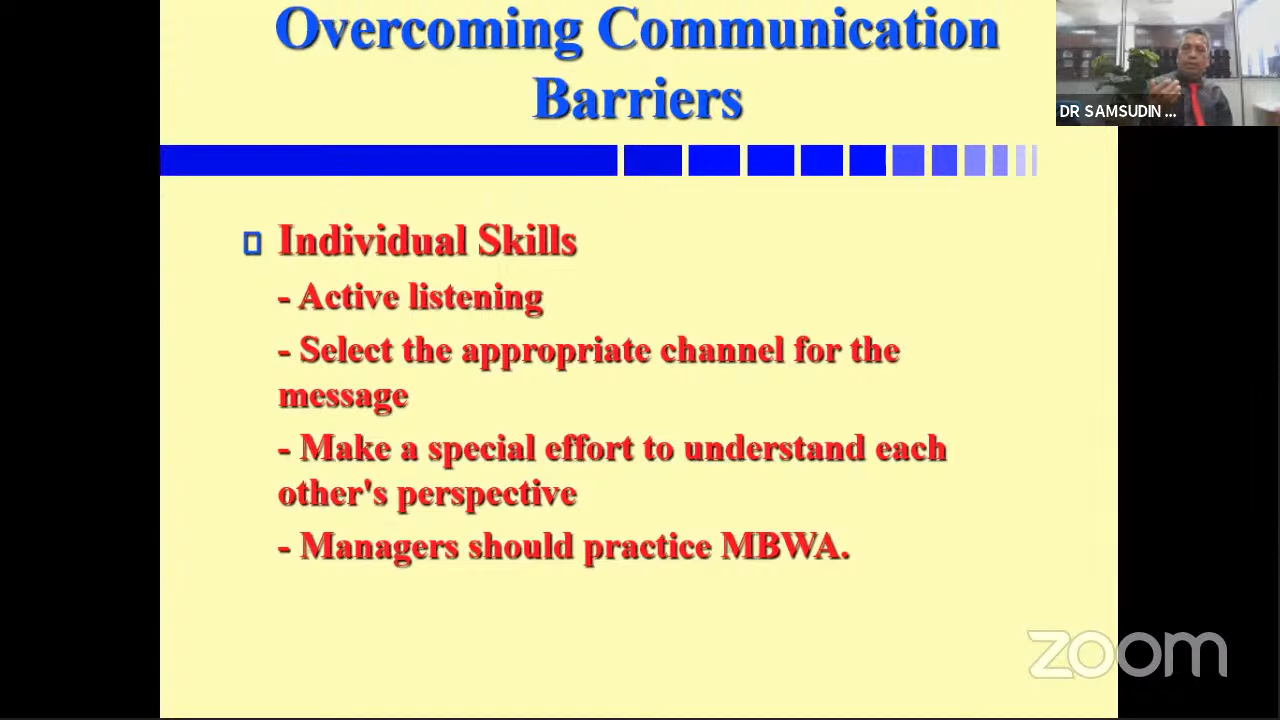 Overcoming Communication
Barriers
DR SAMSUDIN ...
Individual Skills
- Active listening
- Select the appropriate channel for the
message
- Make a special effort to understand each
other's perspective
- Managers should practice MBWA.
zoom